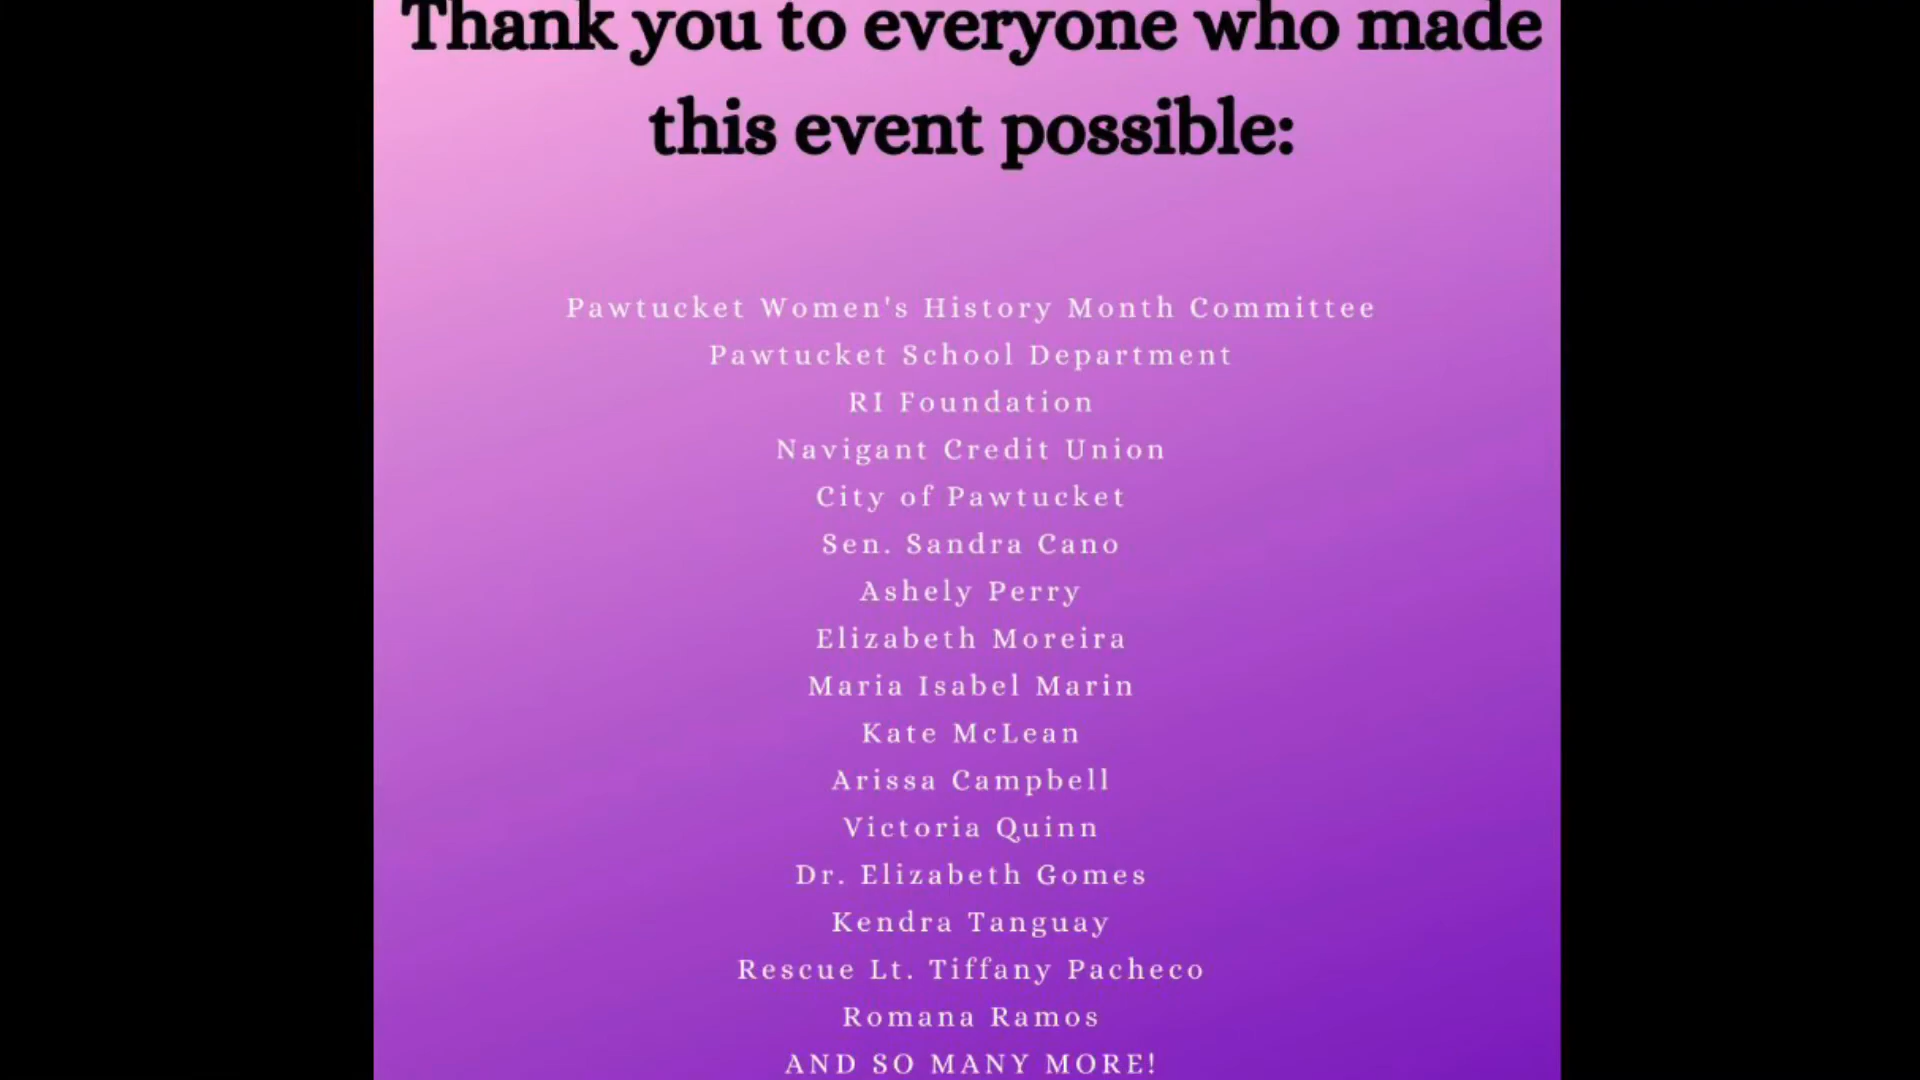 Thank you to everyone who made
this event possible:
Pawtucket Women's History Month Committee
Pawtucket School Department
RI Foundation
Navigant Credit Union
City of Pawtucket
Sen. Sandra Cano
Ashely Perry
Elizabeth Moreira
Maria Isabel Marin
Kate McLean
Arissa Campbell
Victoria Quinn
Dr. Elizabeth Gomes
Kendra Tanguay
Rescue Lt. Tiffany Pacheco
Romana Ramos
AND SO MANY MORE!